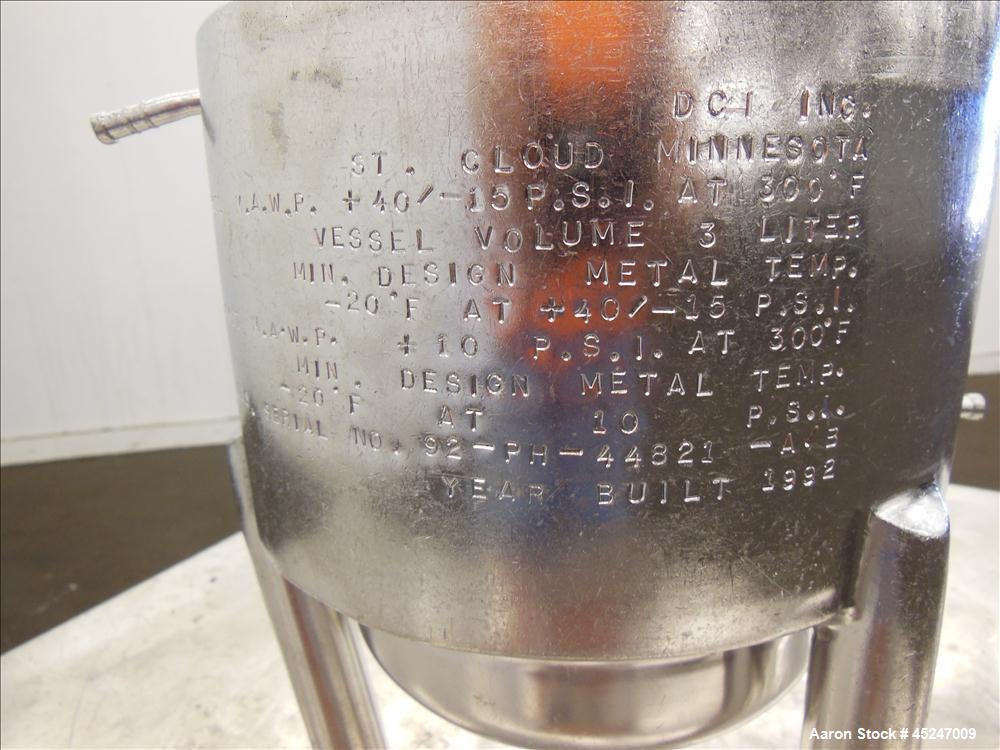 DCI INC.
ST. CLOUD MINNESOTA
.A.W.P. +40/-15 P.S.I. AT 300°F
VESSEL VOLUME 3 LITER
MIN. DESIGN METAL TEMP.
-20°F AT +40/-15 P.S.I.
.A.W.P. +10 P.S.I. AT 300°F
MIN. DESIGN METAL TEMP.
-20°F AT 10 P.S.I.
SERIAL NO. 92-PH-44821-A/B
YEAR BUILT 1992
Aaron Stock # 45247009